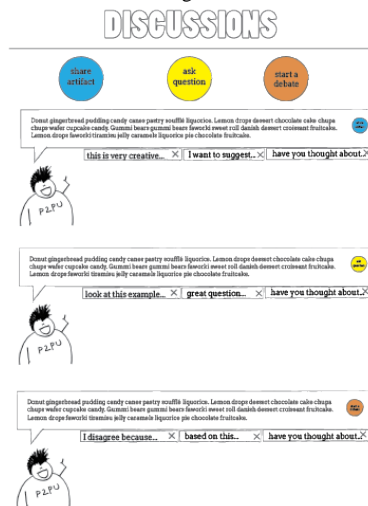 DISCUSSIONS
share
artifact
ask
question
start a
debate
Donut gingerbread pudding candy canes pastry soufflé liquorice. Lemon drops dessert chocolate cake chupa
chups wafer cupcake candy. Gummi bears gummi bears faworki sweet roll danish dessert croissant fruitcake.
Lemon drops faworki tiramisu jelly caramels liquorice pie chocolate fruitcake.
this is very creative... X I want to suggest... X have you thought about.. X
P2PU
Donut gingerbread pudding candy canes pastry soufflé liquorice. Lemon drops dessert chocolate cake chupa
chups wafer cupcake candy. Gummi bears gummi bears faworki sweet roll danish dessert croissant fruitcake.
Lemon drops faworki tiramisu jelly caramels liquorice pie chocolate fruitcake.
look at this example... X great question... X have you thought about.. X
P2PU
Donut gingerbread pudding candy canes pastry soufflé liquorice. Lemon drops dessert chocolate cake chupa
chups wafer cupcake candy. Gummi bears gummi bears faworki sweet roll danish dessert croissant fruitcake.
Lemon drops faworki tiramisu jelly caramels liquorice pie chocolate fruitcake.
I disagree because... X based on this... X have you thought about.. X
P2PU